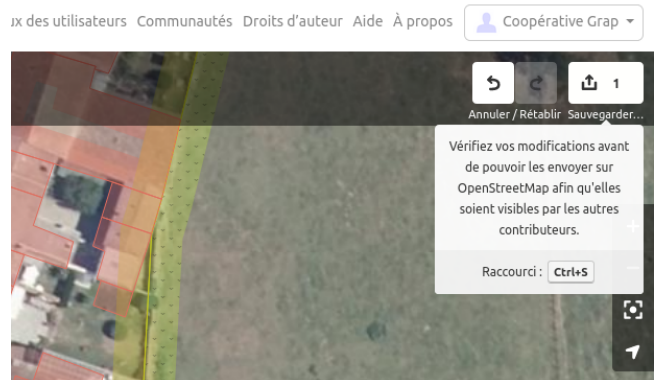 des utilisateurs Communautés Droits d'auteur Aide À propos Coopérative Grap
1
Annuler / Rétablir Sauvegarder...
Vérifiez vos modifications avant
de pouvoir les envoyer sur
OpenStreetMap afin qu'elles
soient visibles par les autres
contributeurs.
Raccourci : Ctrl+S